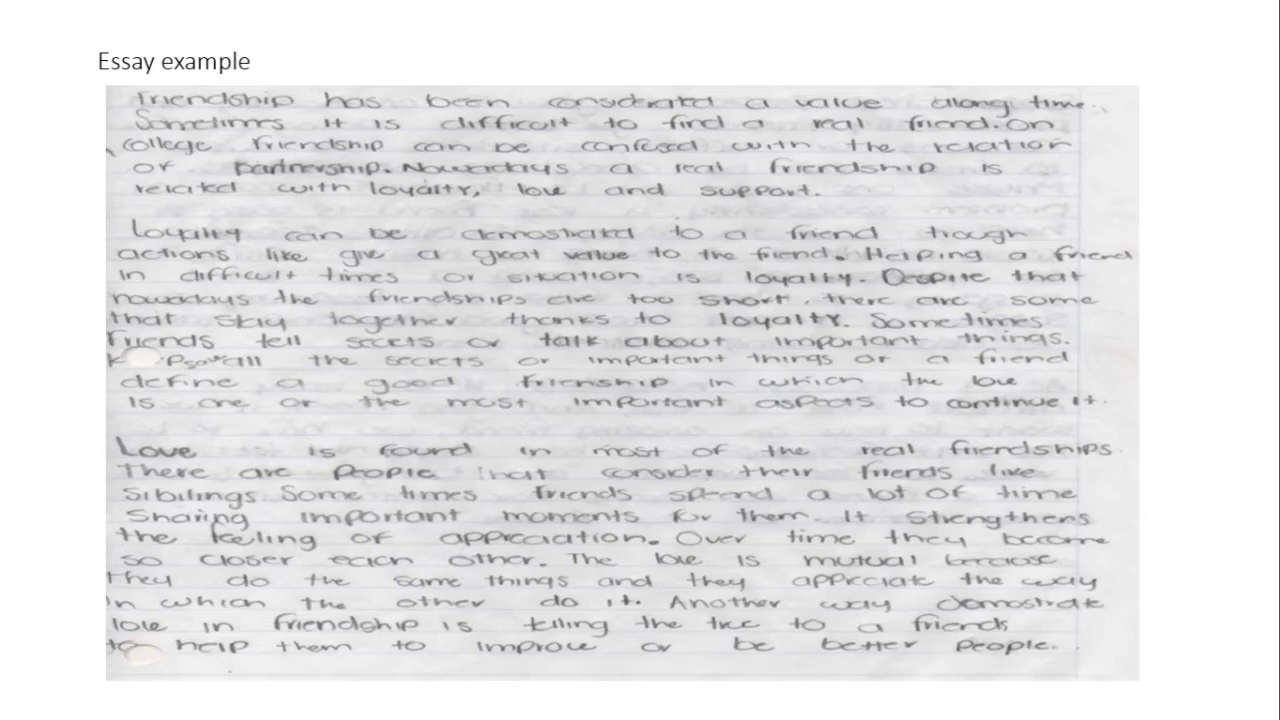 Essay example
Friendship has been considerated a value along time.
Sometimes it is difficult to find a real friend. On
college friendship can be confused with the relation
of partnership. Nowadays a real friendship is
related with loyalty, love and support.
Loyalty can be demostrated to a friend though
actions like give a great value to the friend. Helping a friend
in difficult times or situation is loyalty. Despite that
nowadays the friendships are too short, there are some
that stay together thanks to loyalty. Sometimes
friends tell secrets or talk about important things.
all the secrets or important things of a friend
define a good frienship in which the love
is one of the most important aspects to continue it.
Love is found in most of the real friendships.
There are people that consider their friends like
sibilings Some times friends spend a lot of time
sharing important moments for them. It strengthens
the feeling of appreciation. Over time they become
so closer each other. The love is mutual because
they do the same things and they appreciate the way
in which the other do it. Another way demostrate
love in friendship is telling the true to a friends
to help them to improve or be better people.